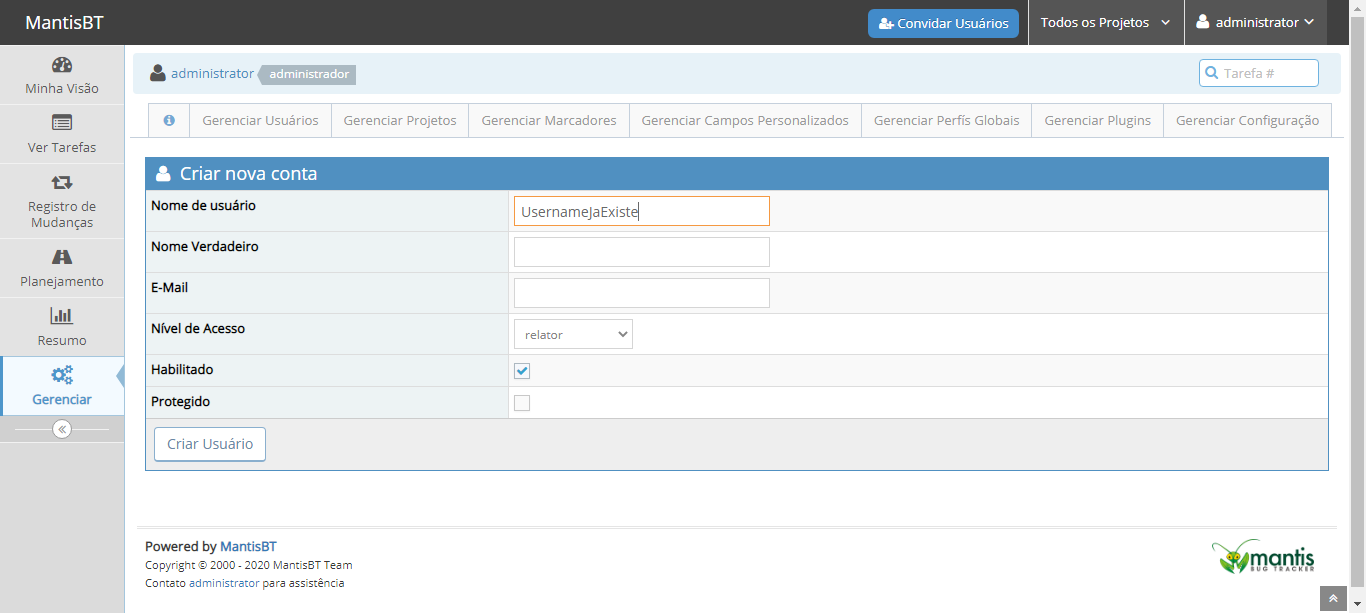 MantisBT
Convidar Usuários
Todos os Projetos
administrator
Minha Visão
Ver Tarefas
Registro de
Mudanças
Planejamento
Resumo
Gerenciar
administrator administrador
Tarefa #
Gerenciar Usuários
Gerenciar Projetos
Gerenciar Marcadores
Gerenciar Campos Personalizados
Gerenciar Perfís Globais
Gerenciar Plugins
Gerenciar Configuração
Criar nova conta
Nome de usuário
UsernameJaExiste
Nome Verdadeiro
E-Mail
Nível de Acesso
relator
Habilitado
Protegido
Criar Usuário
Powered by MantisBT
Copyright © 2000 - 2020 MantisBT Team
Contato administrator para assistência
mantis
BUG TRACKER